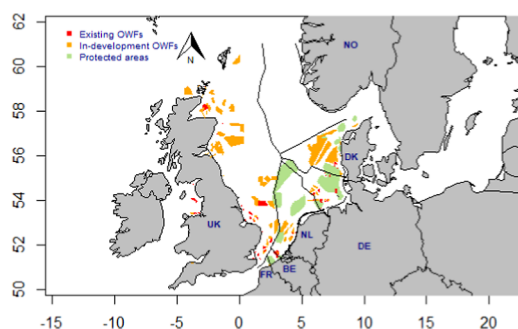 Existing OWFs
In-development OWFs
Protected areas
N
NO
DK
UK
NL
DE
BE
FR
62
60
58
56
54
52
50
-15
-10
-5
0
5
10
15
20